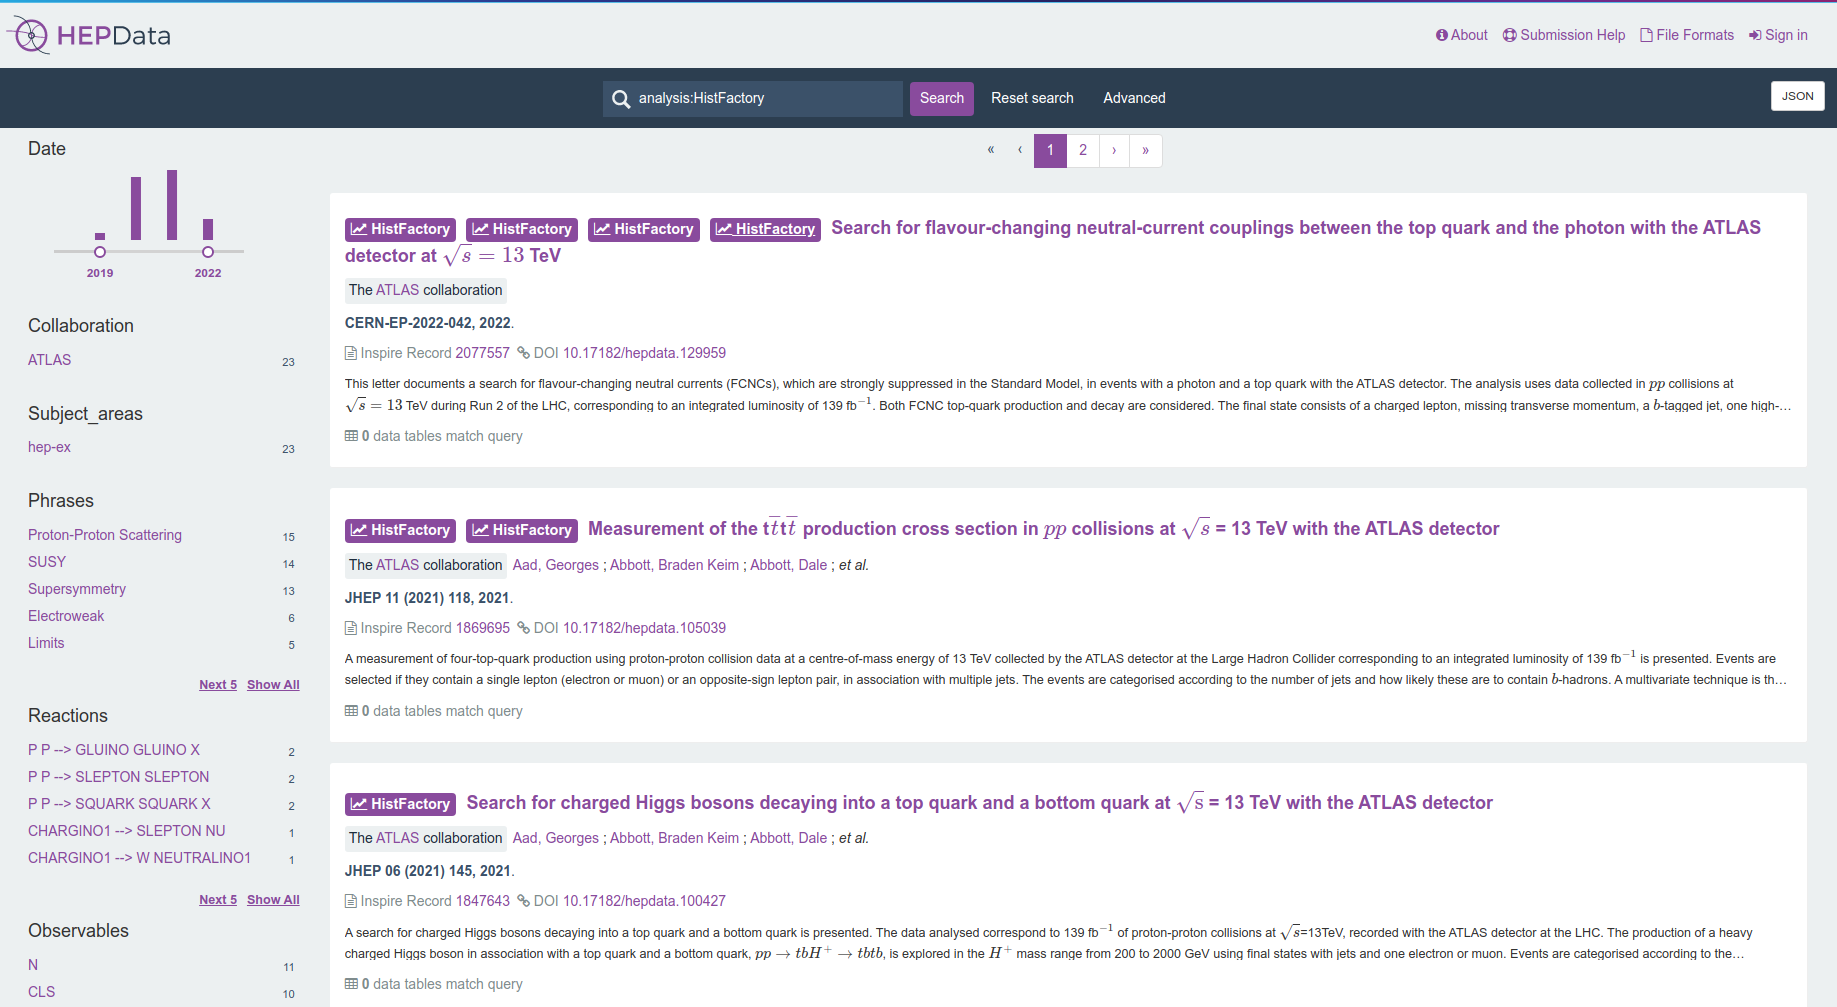 HEPData
About Submission Help File Formats Sign in
analysis:HistFactory Search Reset search Advanced JSON
Date
2019 2022
Collaboration
ATLAS 23
Subject_areas
hep-ex 23
Phrases
Proton-Proton Scattering 15
SUSY 14
Supersymmetry 13
Electroweak 6
Limits 5
Next 5 Show All
Reactions
P P --> GLUINO GLUINO X 2
P P --> SLEPTON SLEPTON 2
P P --> SQUARK SQUARK X 2
CHARGINO1 --> SLEPTON NU 1
CHARGINO1 --> W NEUTRALINO1 1
Next 5 Show All
Observables
N 11
CLS 10
« ‹ 1 2 › »
HistFactory HistFactory HistFactory HistFactory Search for flavour-changing neutral-current couplings between the top quark and the photon with the ATLAS
detector at √s = 13 TeV
The ATLAS collaboration
CERN-EP-2022-042, 2022.
Inspire Record 2077557 DOI 10.17182/hepdata.129959
This letter documents a search for flavour-changing neutral currents (FCNCs), which are strongly suppressed in the Standard Model, in events with a photon and a top quark with the ATLAS detector. The analysis uses data collected in pp collisions at
√s = 13 TeV during Run 2 of the LHC, corresponding to an integrated luminosity of 139 fb⁻¹. Both FCNC top-quark production and decay are considered. The final state consists of a charged lepton, missing transverse momentum, a b-tagged jet, one high-...
0 data tables match query
HistFactory HistFactory Measurement of the tt̅tt̅ production cross section in pp collisions at √s = 13 TeV with the ATLAS detector
The ATLAS collaboration Aad, Georges ; Abbott, Braden Keim ; Abbott, Dale ; et al.
JHEP 11 (2021) 118, 2021.
Inspire Record 1869695 DOI 10.17182/hepdata.105039
A measurement of four-top-quark production using proton-proton collision data at a centre-of-mass energy of 13 TeV collected by the ATLAS detector at the Large Hadron Collider corresponding to an integrated luminosity of 139 fb⁻¹ is presented. Events are
selected if they contain a single lepton (electron or muon) or an opposite-sign lepton pair, in association with multiple jets. The events are categorised according to the number of jets and how likely these are to contain b-hadrons. A multivariate technique is th...
0 data tables match query
HistFactory Search for charged Higgs bosons decaying into a top quark and a bottom quark at √s = 13 TeV with the ATLAS detector
The ATLAS collaboration Aad, Georges ; Abbott, Braden Keim ; Abbott, Dale ; et al.
JHEP 06 (2021) 145, 2021.
Inspire Record 1847643 DOI 10.17182/hepdata.100427
A search for charged Higgs bosons decaying into a top quark and a bottom quark is presented. The data analysed correspond to 139 fb⁻¹ of proton-proton collisions at √s=13TeV, recorded with the ATLAS detector at the LHC. The production of a heavy
charged Higgs boson in association with a top quark and a bottom quark, pp → tbH⁺ → tbtb, is explored in the H⁺ mass range from 200 to 2000 GeV using final states with jets and one electron or muon. Events are categorised according to the...
0 data tables match query